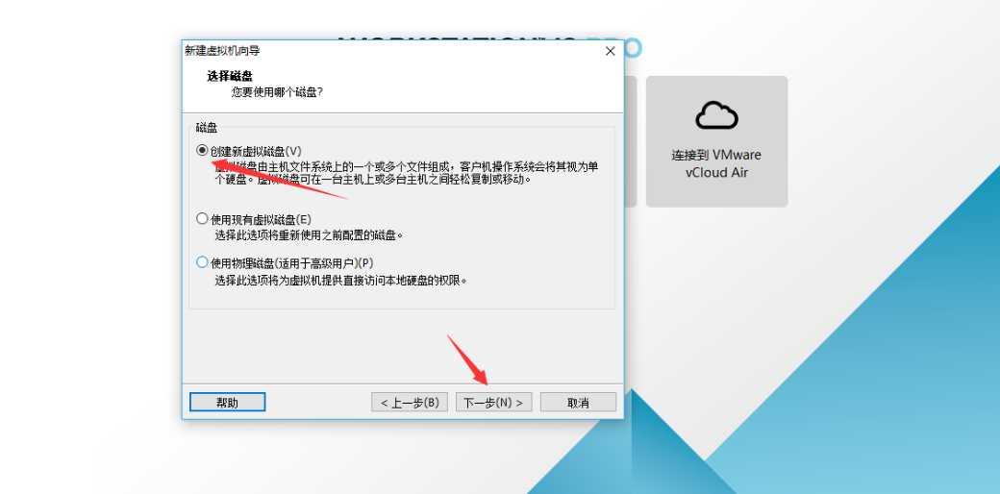 新建虚拟机向导
选择磁盘
您要使用哪个磁盘?
磁盘
创建新虚拟磁盘(V)
虚拟磁盘由主机文件系统上的一个或多个文件组成，客户机操作系统会将其视为单
个硬盘。虚拟磁盘可在一台主机上或多台主机之间轻松复制或移动。
使用现有虚拟磁盘(E)
选择此选项将重新使用之前配置的磁盘。
使用物理磁盘(适用于高级用户)(P)
选择此选项将为虚拟机提供直接访问本地硬盘的权限。
帮助
< 上一步(B)
下一步(N) >
取消
连接到 VMware
vCloud Air